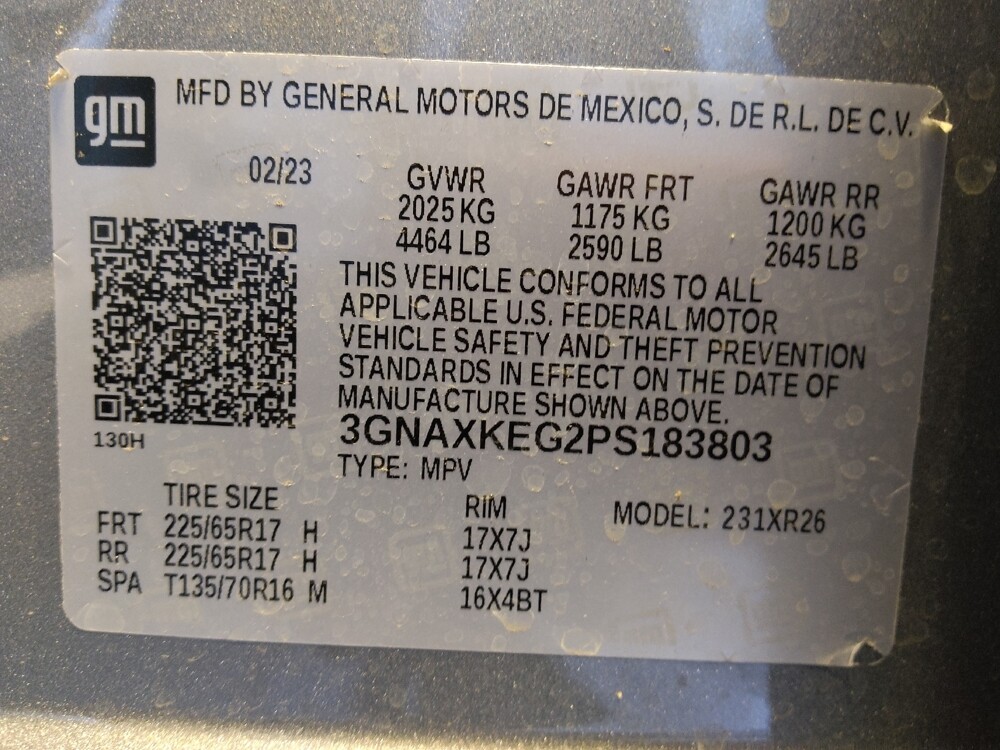 gm
MFD BY GENERAL MOTORS DE MEXICO, S. DE R.L. DE C.V.
02/23 GVWR GAWR FRT GAWR RR
2025 KG 1175 KG 1200 KG
4464 LB 2590 LB 2645 LB
THIS VEHICLE CONFORMS TO ALL
APPLICABLE U.S. FEDERAL MOTOR
VEHICLE SAFETY AND THEFT PREVENTION
STANDARDS IN EFFECT ON THE DATE OF
MANUFACTURE SHOWN ABOVE.
130H
3GNAXKEG2PS183803
TYPE: MPV
TIRE SIZE RIM MODEL: 231XR26
FRT 225/65R17 H 17X7J
RR 225/65R17 H 17X7J
SPA T135/70R16 M 16X4BT